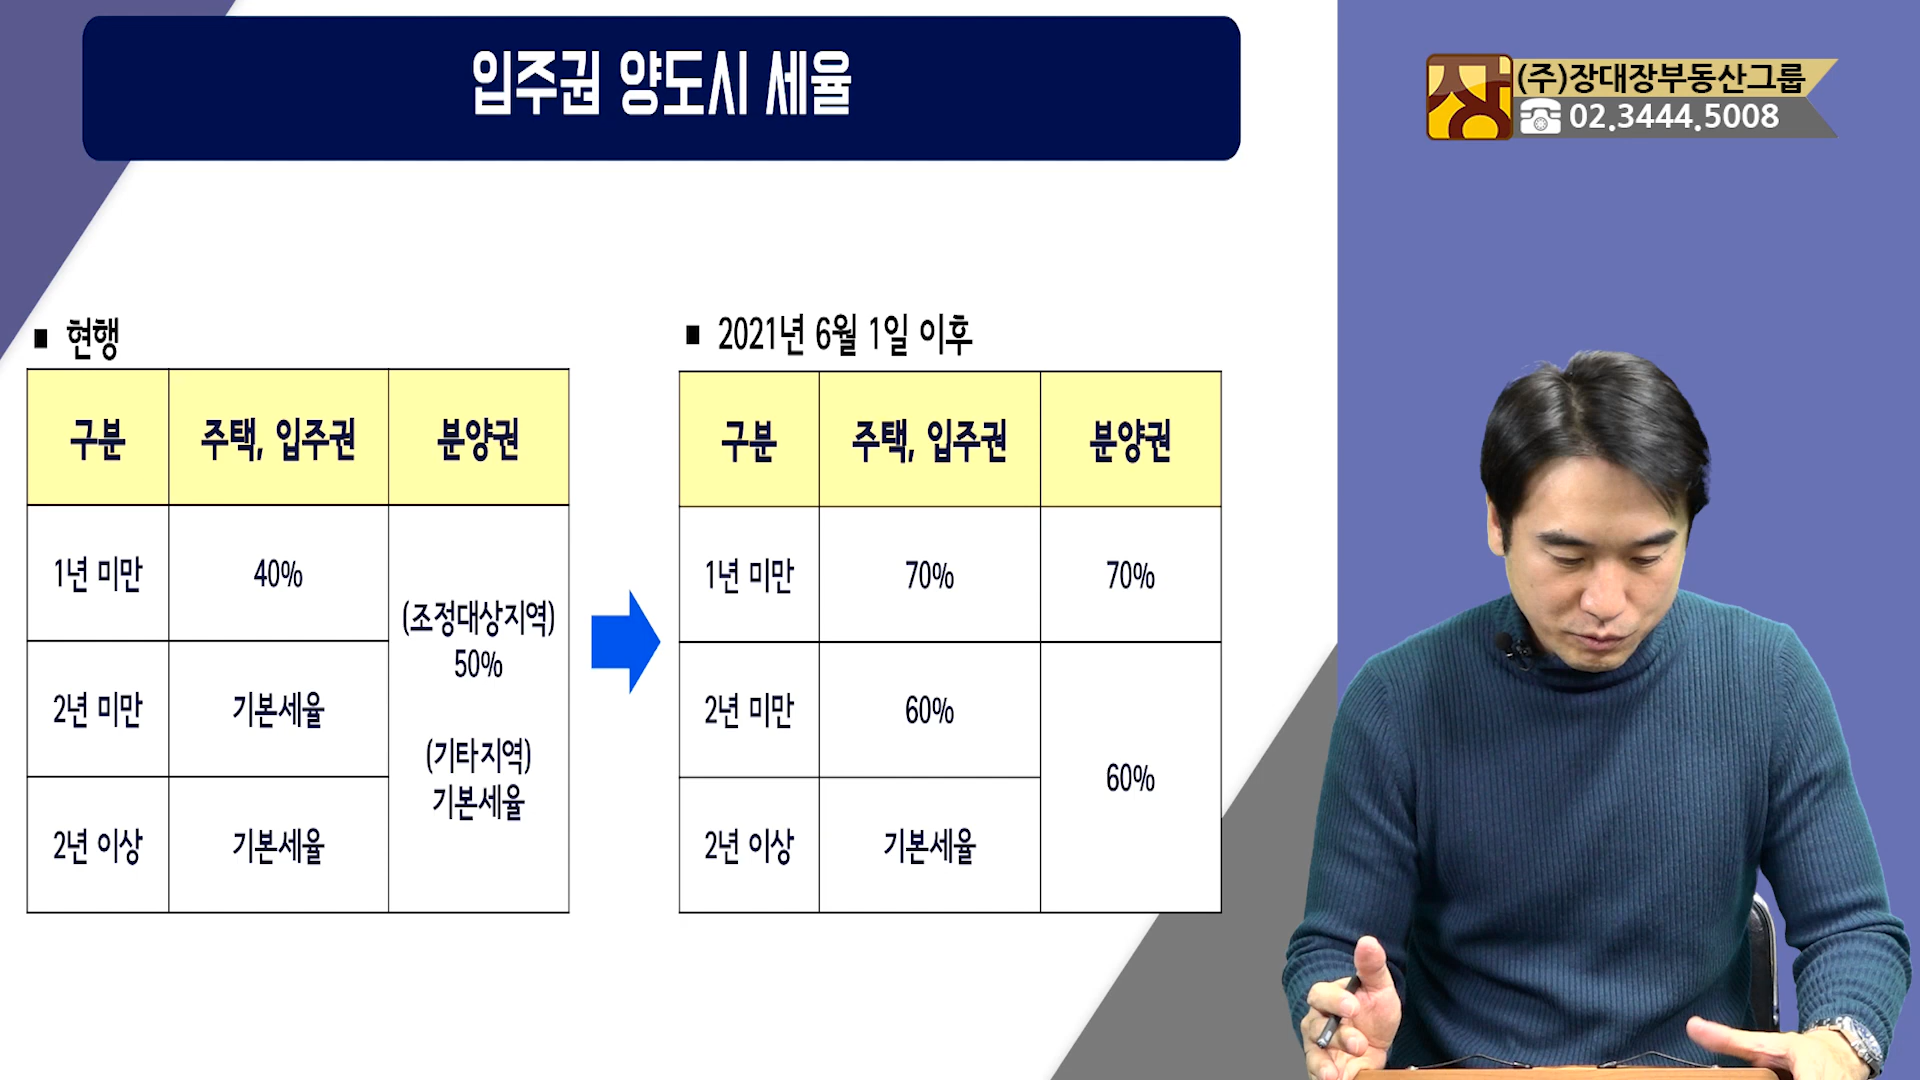 입주권 양도시 세율
(주)장대장부동산그룹
02.3444.5008
장
■ 현행
구분 주택, 입주권 분양권
1년 미만 40%
(조정대상지역)
50%
2년 미만 기본세율
(기타지역)
기본세율
2년 이상 기본세율
■ 2021년 6월 1일 이후
구분 주택, 입주권 분양권
1년 미만 70% 70%
2년 미만 60%
60%
2년 이상 기본세율